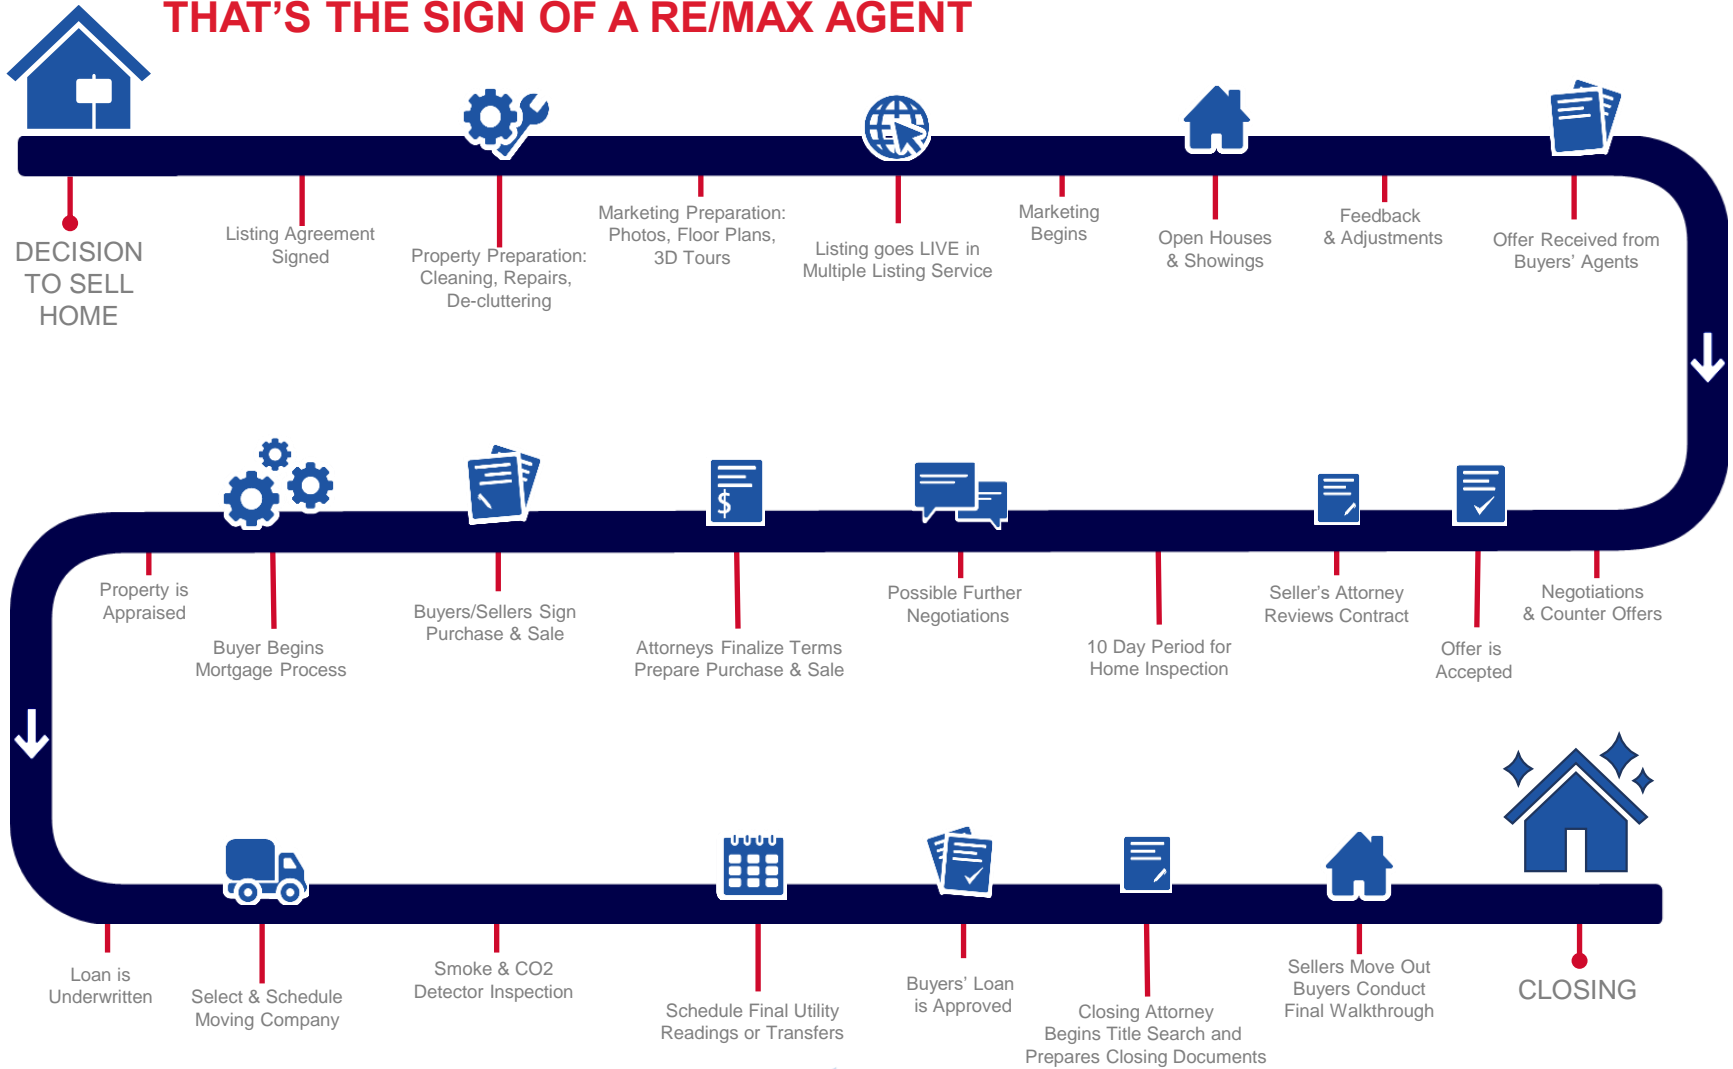 THAT'S THE SIGN OF A RE/MAX AGENT
DECISION
TO SELL
HOME
Listing Agreement
Signed
Property Preparation:
Cleaning, Repairs,
De-cluttering
Marketing Preparation:
Photos, Floor Plans,
3D Tours
Listing goes LIVE in
Multiple Listing Service
Marketing
Begins
Open Houses
& Showings
Feedback
& Adjustments
Offer Received from
Buyers' Agents
Negotiations
& Counter Offers
Offer is
Accepted
Seller's Attorney
Reviews Contract
10 Day Period for
Home Inspection
Possible Further
Negotiations
$
Attorneys Finalize Terms
Prepare Purchase & Sale
Buyers/Sellers Sign
Purchase & Sale
Buyer Begins
Mortgage Process
Property is
Appraised
Loan is
Underwritten
Select & Schedule
Moving Company
Smoke & CO2
Detector Inspection
Schedule Final Utility
Readings or Transfers
Buyers' Loan
is Approved
Closing Attorney
Begins Title Search and
Prepares Closing Documents
Sellers Move Out
Buyers Conduct
Final Walkthrough
CLOSING